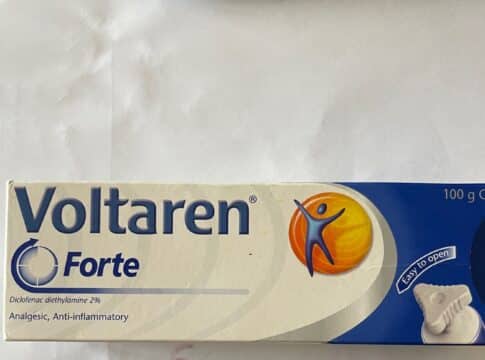 Voltaren®
Forte
Diclofenac diethylamine 2%
Analgesic, Anti-inflammatory
100 g
Easy to open